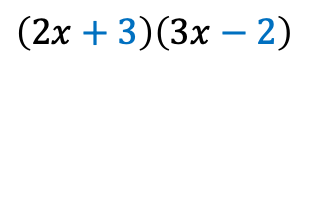 (2x + 3)(3x − 2)